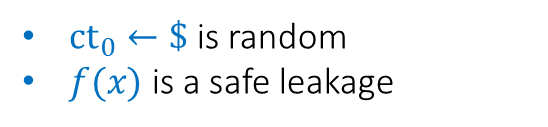 • ct₀ ← $ is random
• f(x) is a safe leakage